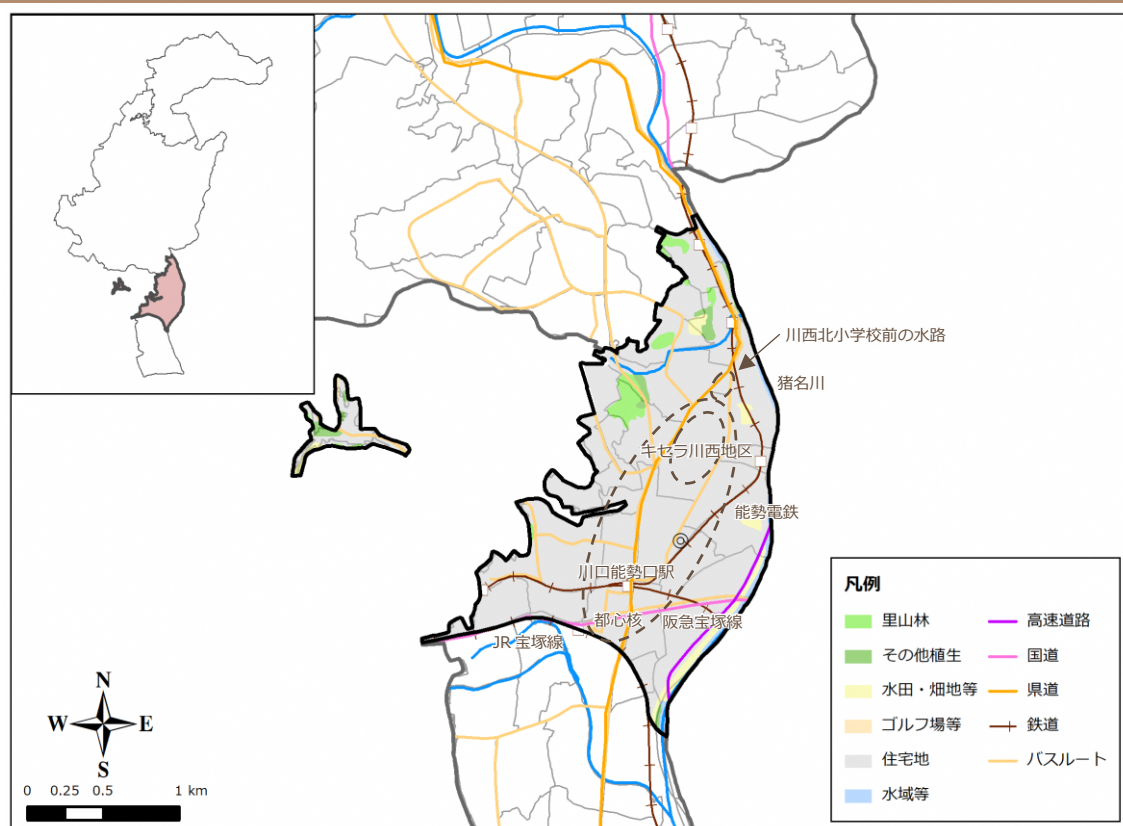 川西北小学校前の水路
猪名川
キセラ川西地区
能勢電鉄
川口能勢口駅
都心核
阪急宝塚線
JR 宝塚線
N
W
E
S
0 0.25 0.5 1 km
凡例
里山林
高速道路
その他植生
国道
水田・畑地等
県道
ゴルフ場等
鉄道
住宅地
バスルート
水域等